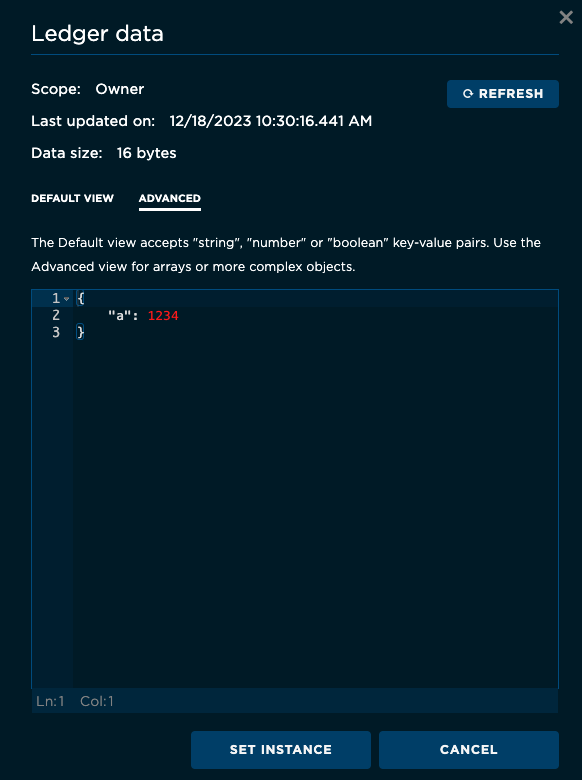 Ledger data
Scope: Owner
REFRESH
Last updated on: 12/18/2023 10:30:16.441 AM
Data size: 16 bytes
DEFAULT VIEW ADVANCED
The Default view accepts "string", "number" or "boolean" key-value pairs. Use the
Advanced view for arrays or more complex objects.
1 {
2 "a": 1234
3 }
Ln:1 Col:1
SET INSTANCE CANCEL